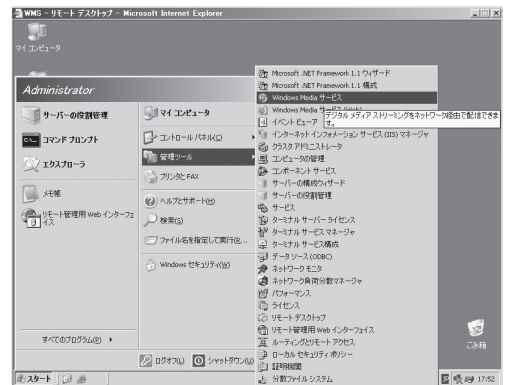 WMS - リモート デスクトップ - Microsoft Internet Explorer
マイ コンピュータ
Administrator
サーバーの役割管理
コマンド プロンプト
エクスプローラ
メモ帳
リモート管理用 Web インターフェイス
すべてのプログラム(P)
マイ コンピュータ
コントロール パネル(C)
管理ツール
プリンタと FAX
ヘルプとサポート(H)
検索(S)
ファイル名を指定して実行(R)...
Windows セキュリティ(W)
ログオフ(L)
シャットダウン(U)
Microsoft .NET Framework 1.1 ウィザード
Microsoft .NET Framework 1.1 構成
Windows Media サービス
Windows Media サービス (Web)
デジタル メディア ストリーミングをネットワーク経由で配信できます。
イベント ビューア
インターネット インフォメーション サービス (IIS) マネージャ
クラスタ アドミニストレータ
コンピュータの管理
コンポーネント サービス
サーバーの構成ウィザード
サーバーの役割管理
サービス
ターミナル サーバー ライセンス
ターミナル サービス マネージャ
ターミナル サービス構成
データ ソース (ODBC)
ネットワーク モニタ
ネットワーク負荷分散マネージャ
パフォーマンス
ライセンス
リモート デスクトップ
リモート管理用 Web インターフェイス
ルーティングとリモート アクセス
ローカル セキュリティ ポリシー
証明機関
分散ファイル システム
ごみ箱
スタート
17:52